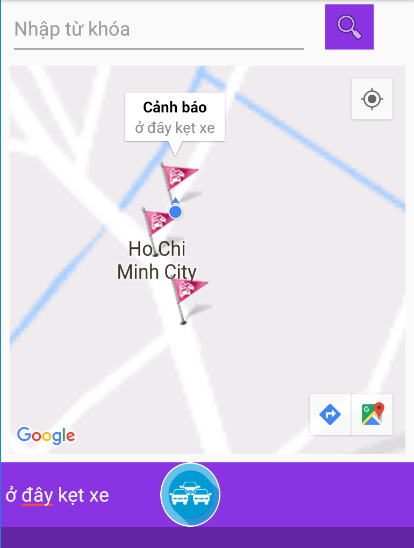 Nhập từ khóa
Cảnh báo
ở đây kẹt xe
Ho Chi
Minh City
Google
ở đây kẹt xe